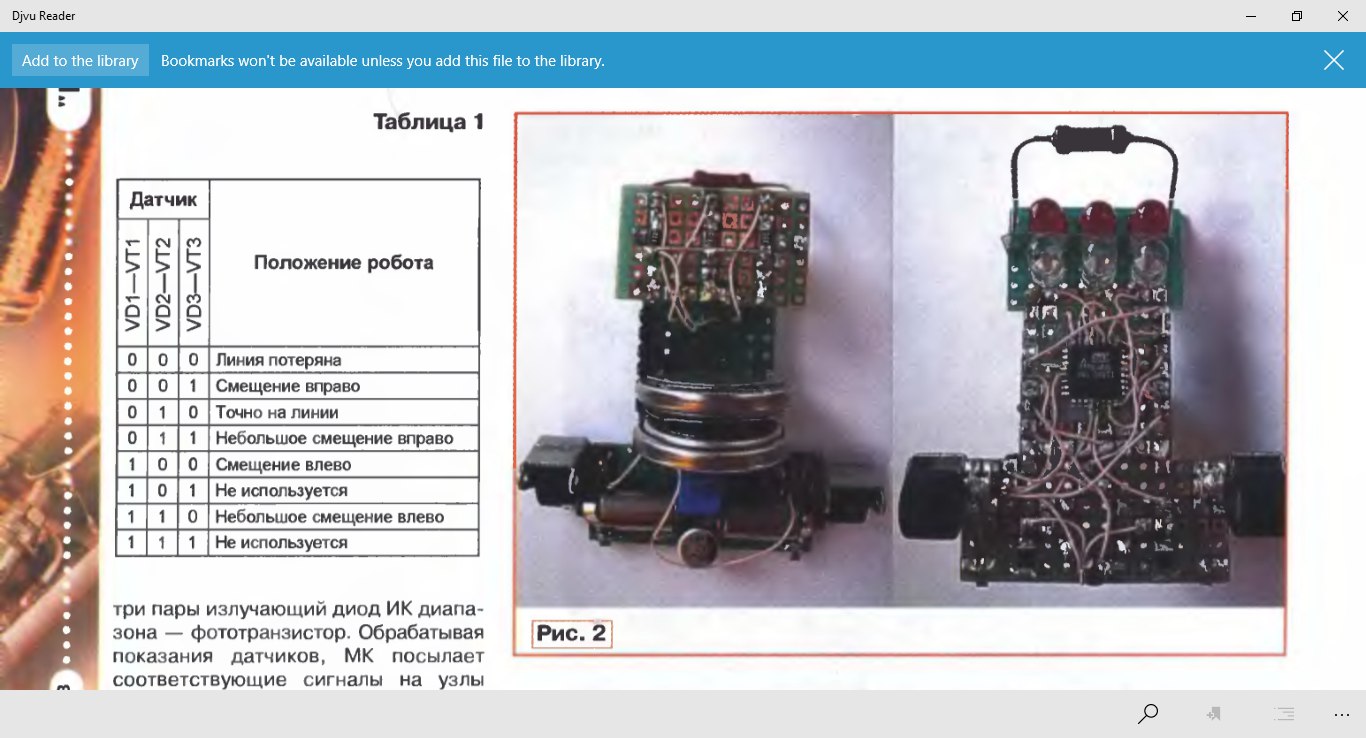 Djvu Reader
Add to the library Bookmarks won't be available unless you add this file to the library.
Таблица 1
Датчик
Положение робота
VD1—VT1 VD2—VT2 VD3—VT3
0 0 0 Линия потеряна
0 0 1 Смещение вправо
0 1 0 Точно на линии
0 1 1 Небольшое смещение вправо
1 0 0 Смещение влево
1 0 1 Не используется
1 1 0 Небольшое смещение влево
1 1 1 Не используется
три пары излучающий диод ИК диапа-
зона — фототранзистор. Обрабатывая
показания датчиков, МК посылает
соответствующие сигналы на узлы
Рис. 2